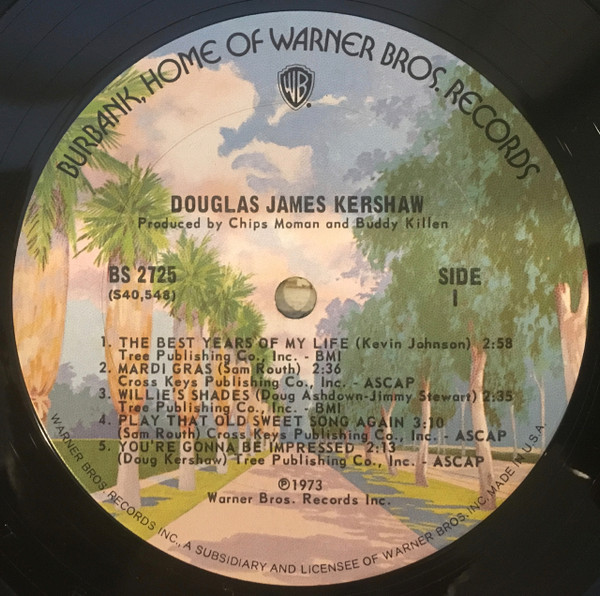 BURBANK, HOME OF WARNER BROS. RECORDS
WB
DOUGLAS JAMES KERSHAW
Produced by Chips Moman and Buddy Killen
BS 2725
(S40,548)
SIDE
1
1. THE BEST YEARS OF MY LIFE (Kevin Johnson) 2:58
Tree Publishing Co., Inc. - BMI
2. MARDI GRAS (Sam Routh) 2:36
Cross Keys Publishing Co., Inc. - ASCAP
3. WILLIE'S SHADES (Doug Ashdown-Jimmy Stewart) 2:35
Tree Publishing Co., Inc. - BMI
4. PLAY THAT OLD SWEET SONG AGAIN 3:10
(Sam Routh) Cross Keys Publishing Co., Inc. - ASCAP
5. YOU'RE GONNA BE IMPRESSED 2:13
(Doug Kershaw) Tree Publishing Co., Inc. - ASCAP
℗1973
Warner Bros. Records Inc.
WARNER BROS. RECORDS INC., A SUBSIDIARY AND LICENSEE OF WARNER BROS. INC. MADE IN U.S.A.